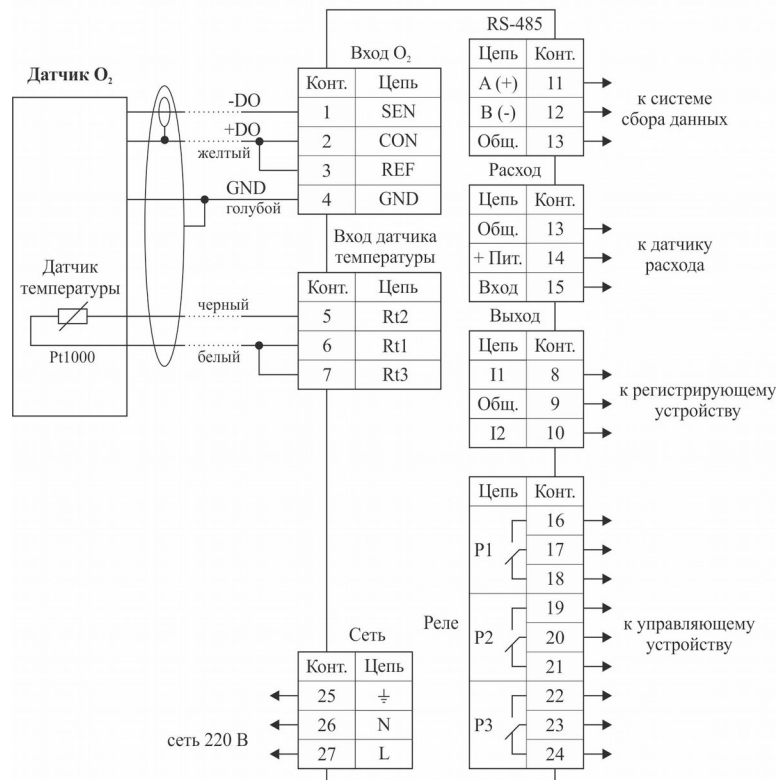 RS-485
Вход O₂
Цепь Конт.
Датчик O₂
Конт. Цепь
A (+) 11
-DO
1 SEN
B (-) 12
к системе
сбора данных
+DO
2 CON
Общ. 13
желтый
3 REF
Расход
GND
4 GND
Цепь Конт.
голубой
Общ. 13
Вход датчика
температуры
+ Пит. 14
к датчику
расхода
Датчик
температуры
Конт. Цепь
Вход 15
черный
5 Rt2
Выход
Pt1000
белый
6 Rt1
Цепь Конт.
7 Rt3
I1 8
Общ. 9
к регистрирующему
устройству
I2 10
Цепь Конт.
16
P1 17
18
19
Реле
P2 20
к управляющему
устройству
21
Сеть
Конт. Цепь
22
25 ⏚
P3 23
26 N
сеть 220 В
24
27 L